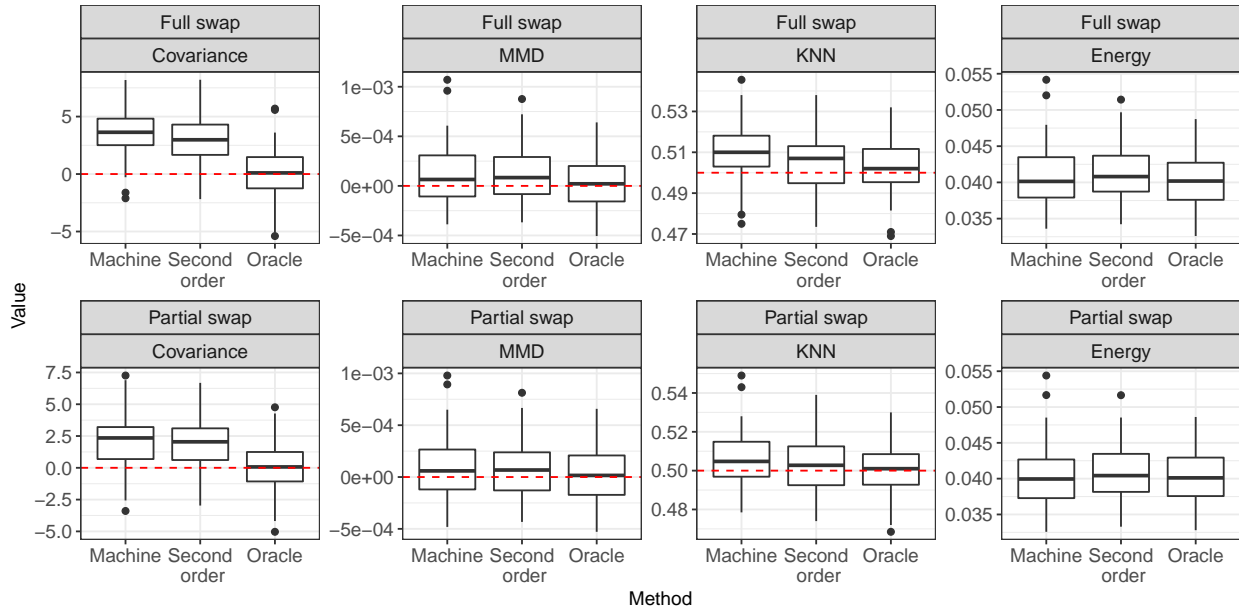 Full swap
Covariance
5
0
−5
Machine Second Oracle
order
Full swap
MMD
1e−03
5e−04
0e+00
−5e−04
Machine Second Oracle
order
Full swap
KNN
0.53
0.51
0.49
0.47
Machine Second Oracle
order
Full swap
Energy
0.055
0.050
0.045
0.040
0.035
Machine Second Oracle
order
Value
Partial swap
Covariance
7.5
5.0
2.5
0.0
−2.5
−5.0
Machine Second Oracle
order
Partial swap
MMD
1e−03
5e−04
0e+00
−5e−04
Machine Second Oracle
order
Partial swap
KNN
0.54
0.52
0.50
0.48
Machine Second Oracle
order
Partial swap
Energy
0.055
0.050
0.045
0.040
0.035
Machine Second Oracle
order
Method